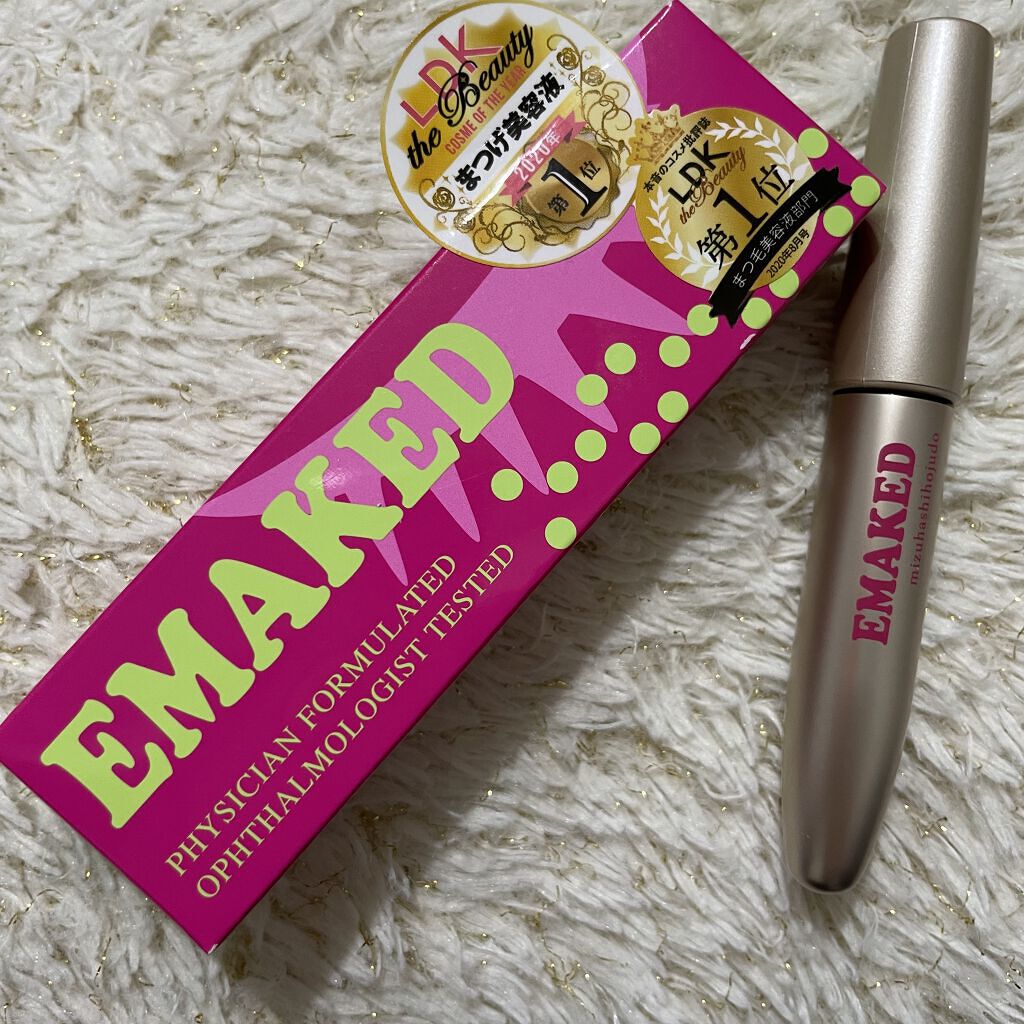 LDK
the Beauty
COSME OF THE YEAR
まつげ美容液
2020年
第1位
本音のコスメ批評誌
LDK
the Beauty
第1位
まつ毛美容液部門
2020年8月号
EMAKED
PHYSICIAN FORMULATED
OPHTHALMOLOGIST TESTED
EMAKED
mizuhashihojudo